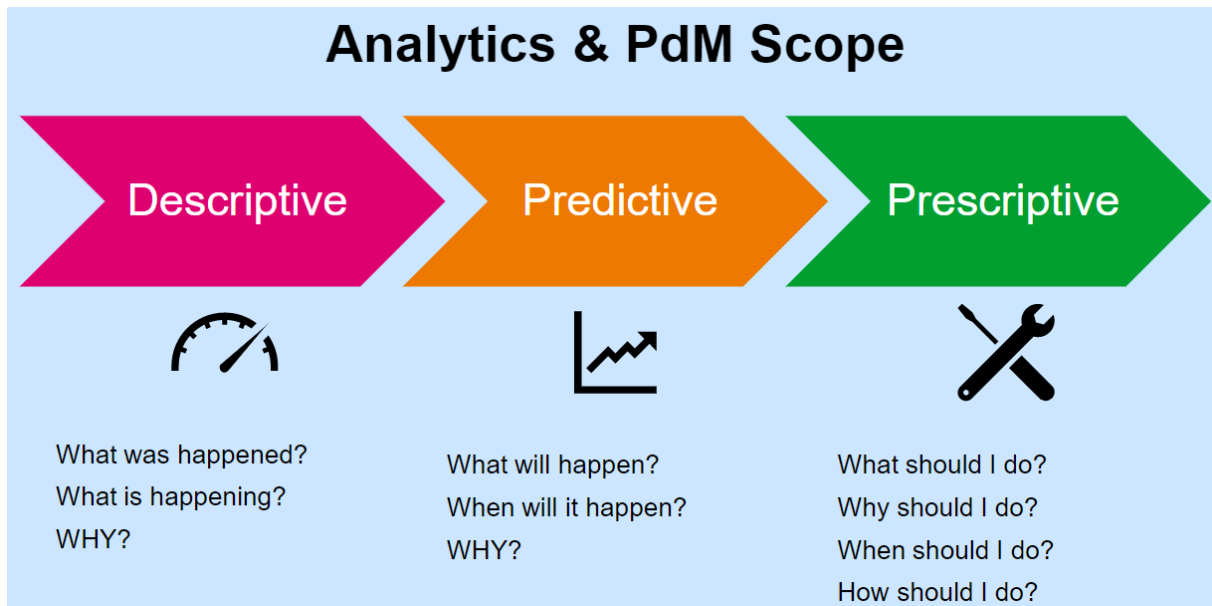 Analytics & PdM Scope
Descriptive
Predictive
Prescriptive
What was happened?
What is happening?
WHY?
What will happen?
When will it happen?
WHY?
What should I do?
Why should I do?
When should I do?
How should I do?